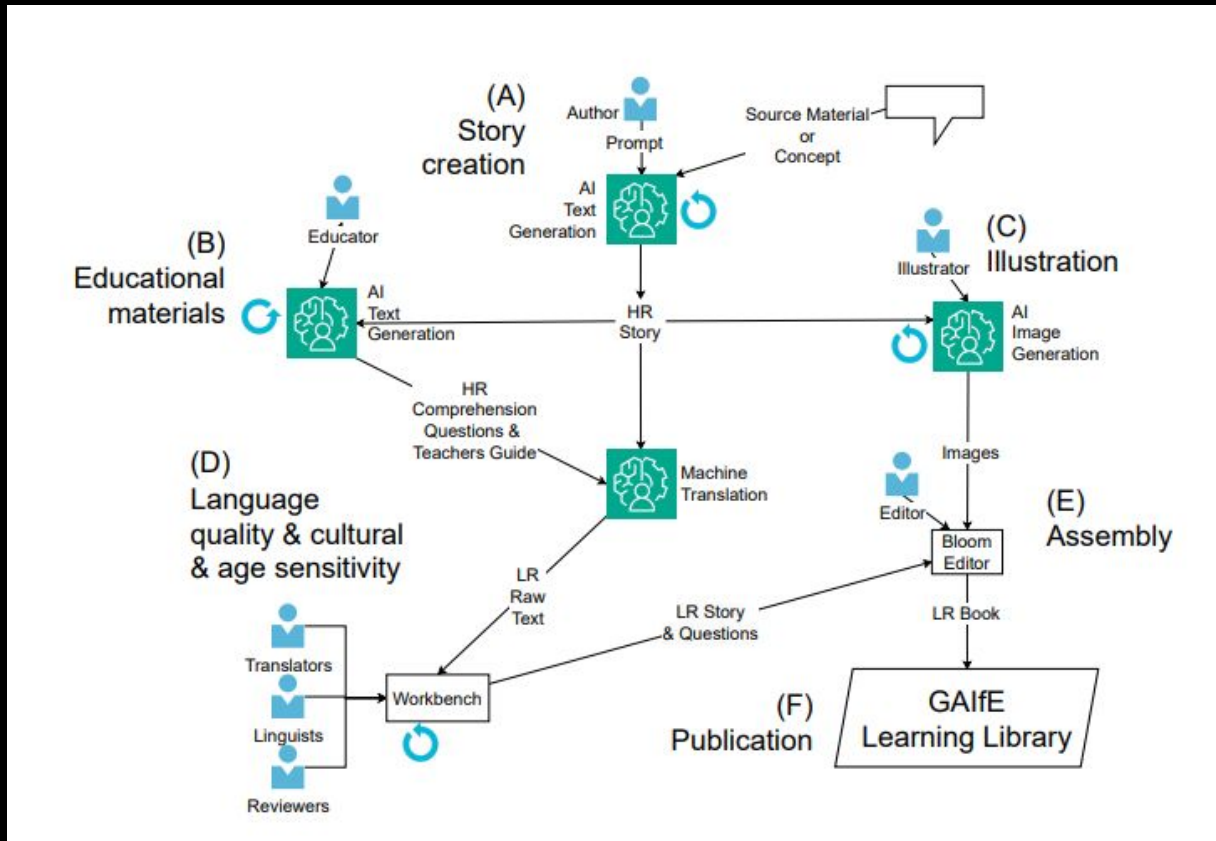 (A)
Story
creation
Author
Prompt
Source Material
or
Concept
AI
Text
Generation
(B)
Educational
materials
Educator
AI
Text
Generation
HR
Story
(C)
Illustration
Illustrator
AI
Image
Generation
HR
Comprehension
Questions &
Teachers Guide
Machine
Translation
Images
(D)
Language
quality & cultural
& age sensitivity
Editor
Bloom
Editor
(E)
Assembly
LR
Raw
Text
LR Story
& Questions
LR Book
Translators
Linguists
Reviewers
Workbench
(F)
Publication
GAIfE
Learning Library